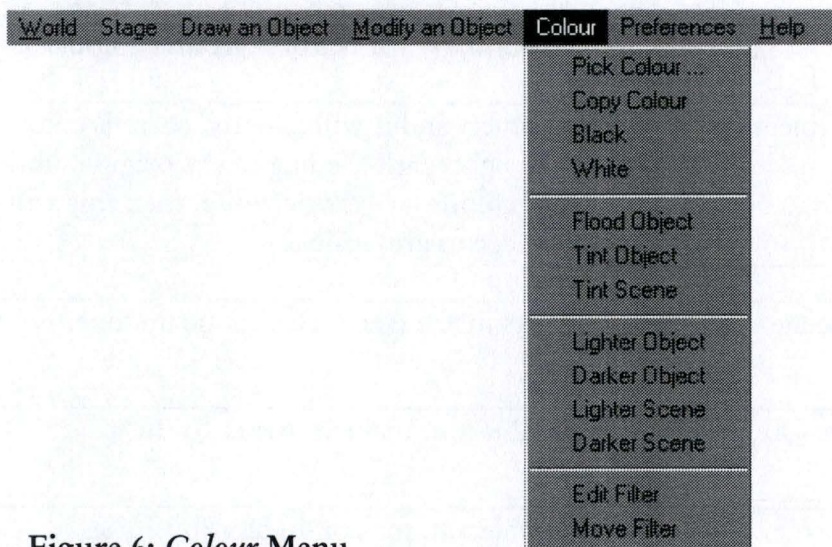 World Stage Draw an Object Modify an Object Colour Preferences Help
Pick Colour ...
Copy Colour
Black
White
Flood Object
Tint Object
Tint Scene
Lighter Object
Darker Object
Lighter Scene
Darker Scene
Edit Filter
Move Filter
Figure 6: Colour Menu